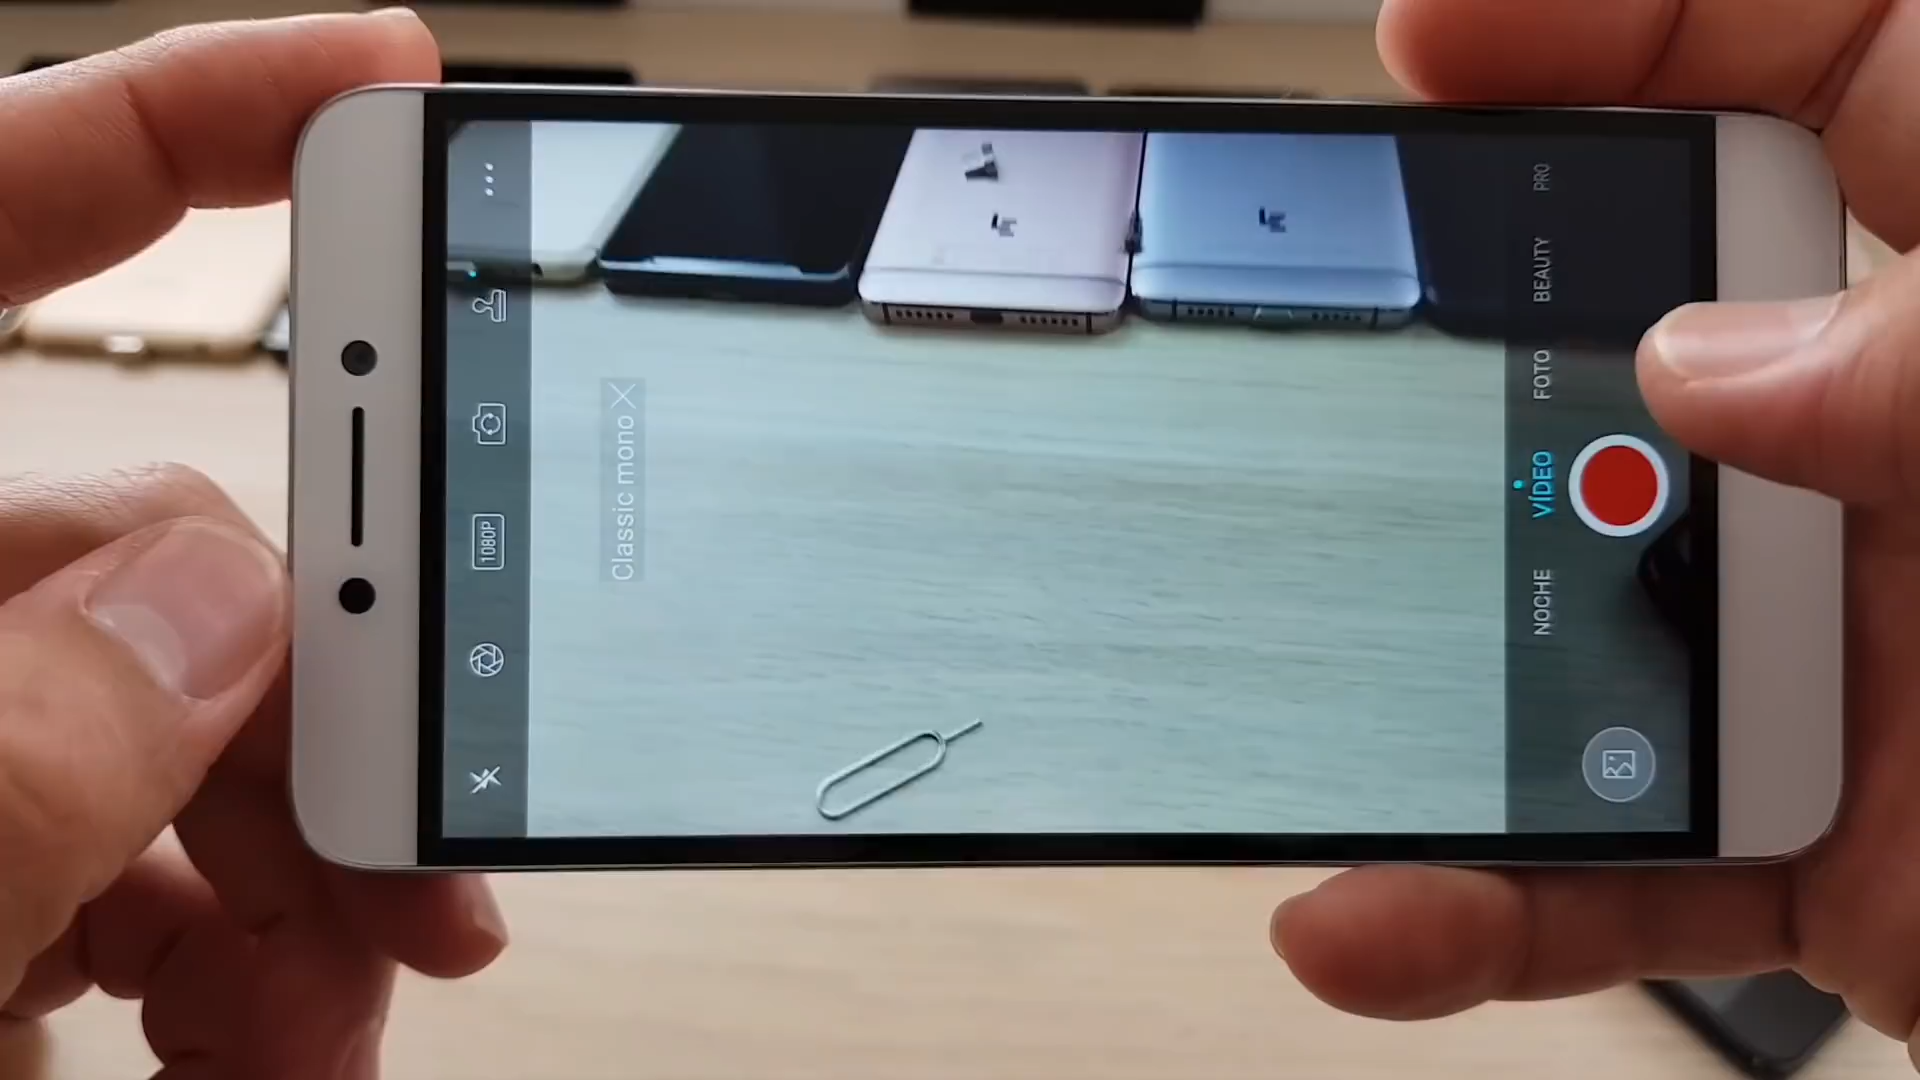 PRO
BEAUTY
FOTO
VÍDEO
NOCHE
Classic mono X
1080P